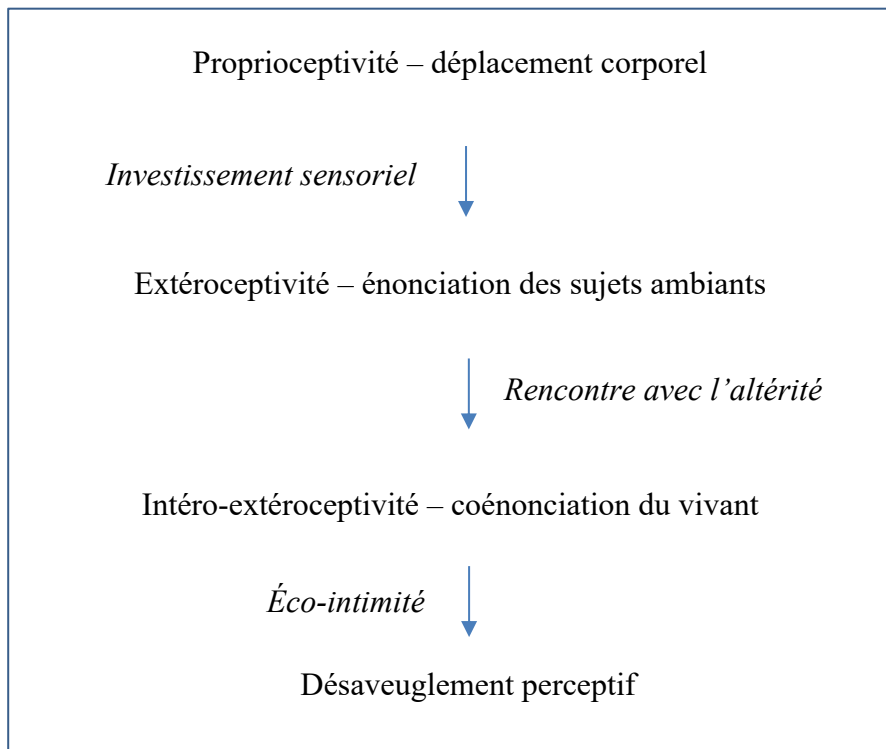 Proprioceptivité – déplacement corporel
Investissement sensoriel
Extéroceptivité – énonciation des sujets ambiants
Rencontre avec l’altérité
Intéro-extéroceptivité – coénonciation du vivant
Éco-intimité
Désaveuglement perceptif